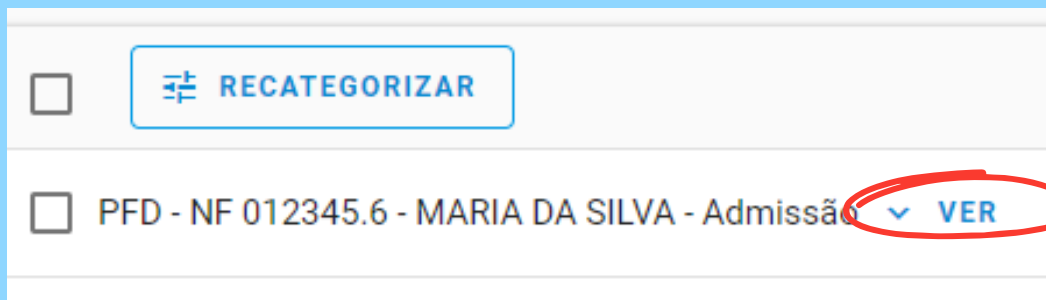 RECATEGORIZAR
PFD - NF 012345.6 - MARIA DA SILVA - Admissão VER